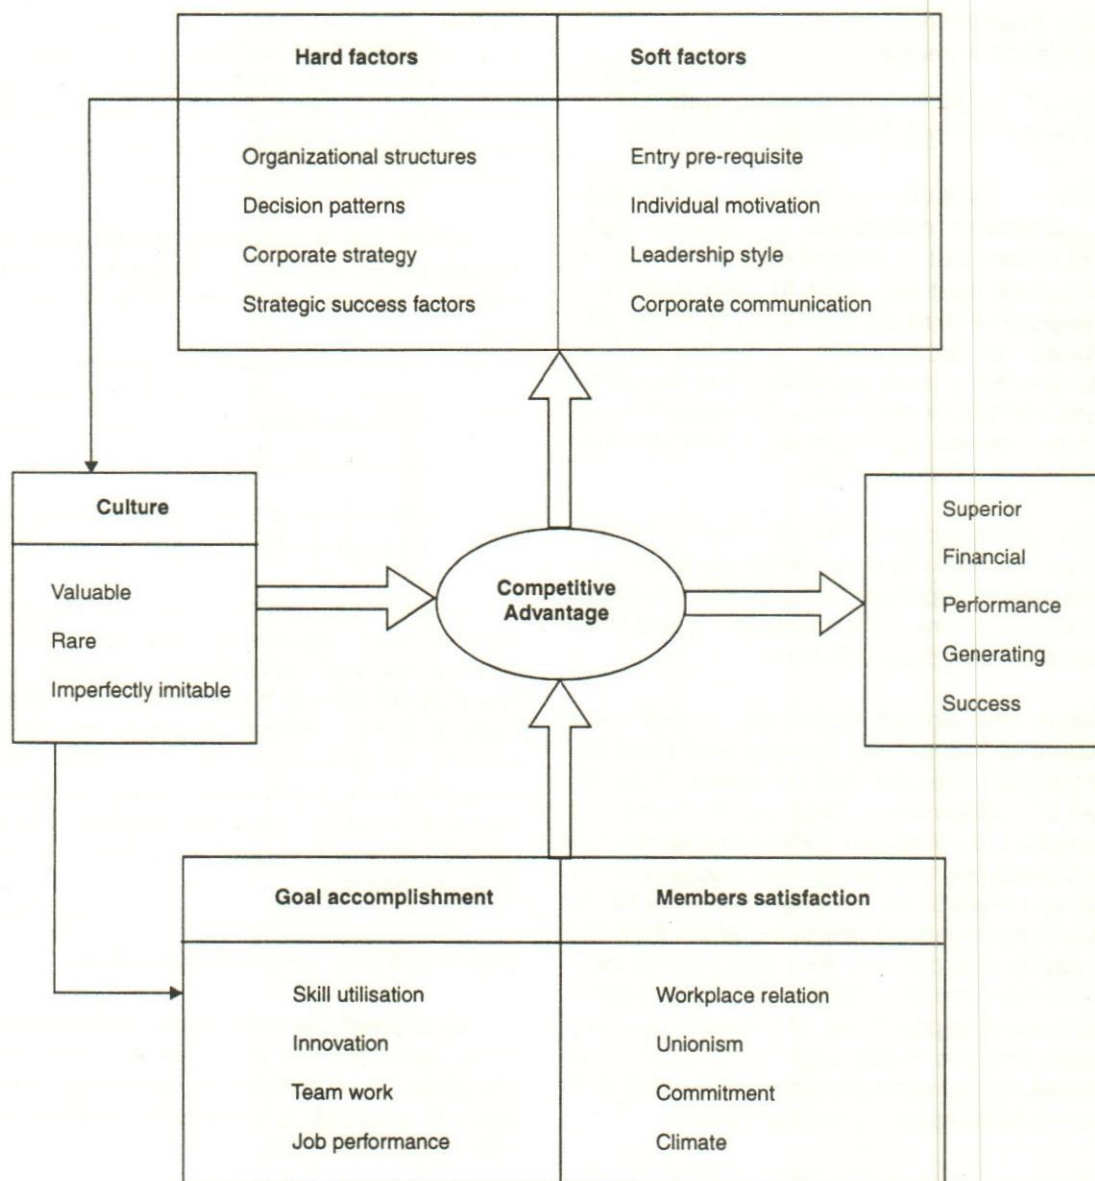 Hard factors
Soft factors
Organizational structures
Decision patterns
Corporate strategy
Strategic success factors
Entry pre-requisite
Individual motivation
Leadership style
Corporate communication
Culture
Valuable
Rare
Imperfectly imitable
Competitive
Advantage
Superior
Financial
Performance
Generating
Success
Goal accomplishment
Members satisfaction
Skill utilisation
Innovation
Team work
Job performance
Workplace relation
Unionism
Commitment
Climate